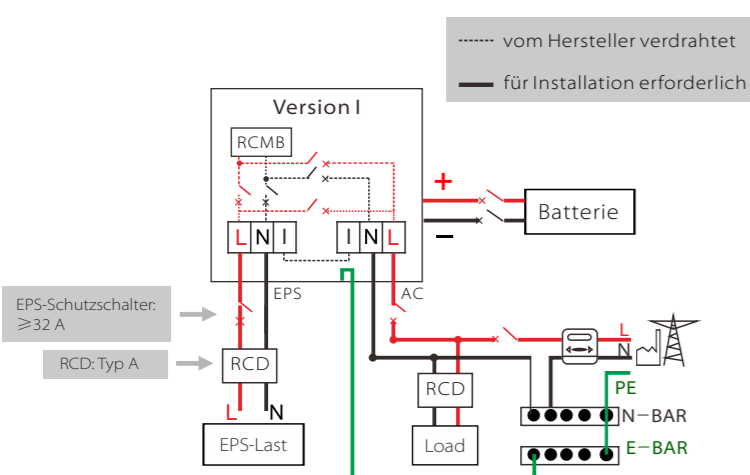 vom Hersteller verdrahtet
für Installation erforderlich
Version I
RCMB
+
Batterie
−
L N I
I N L
EPS
AC
EPS-Schutzschalter:
≥32 A
RCD: Typ A
RCD
L N
EPS-Last
RCD
Load
L
N
PE
N−BAR
E−BAR